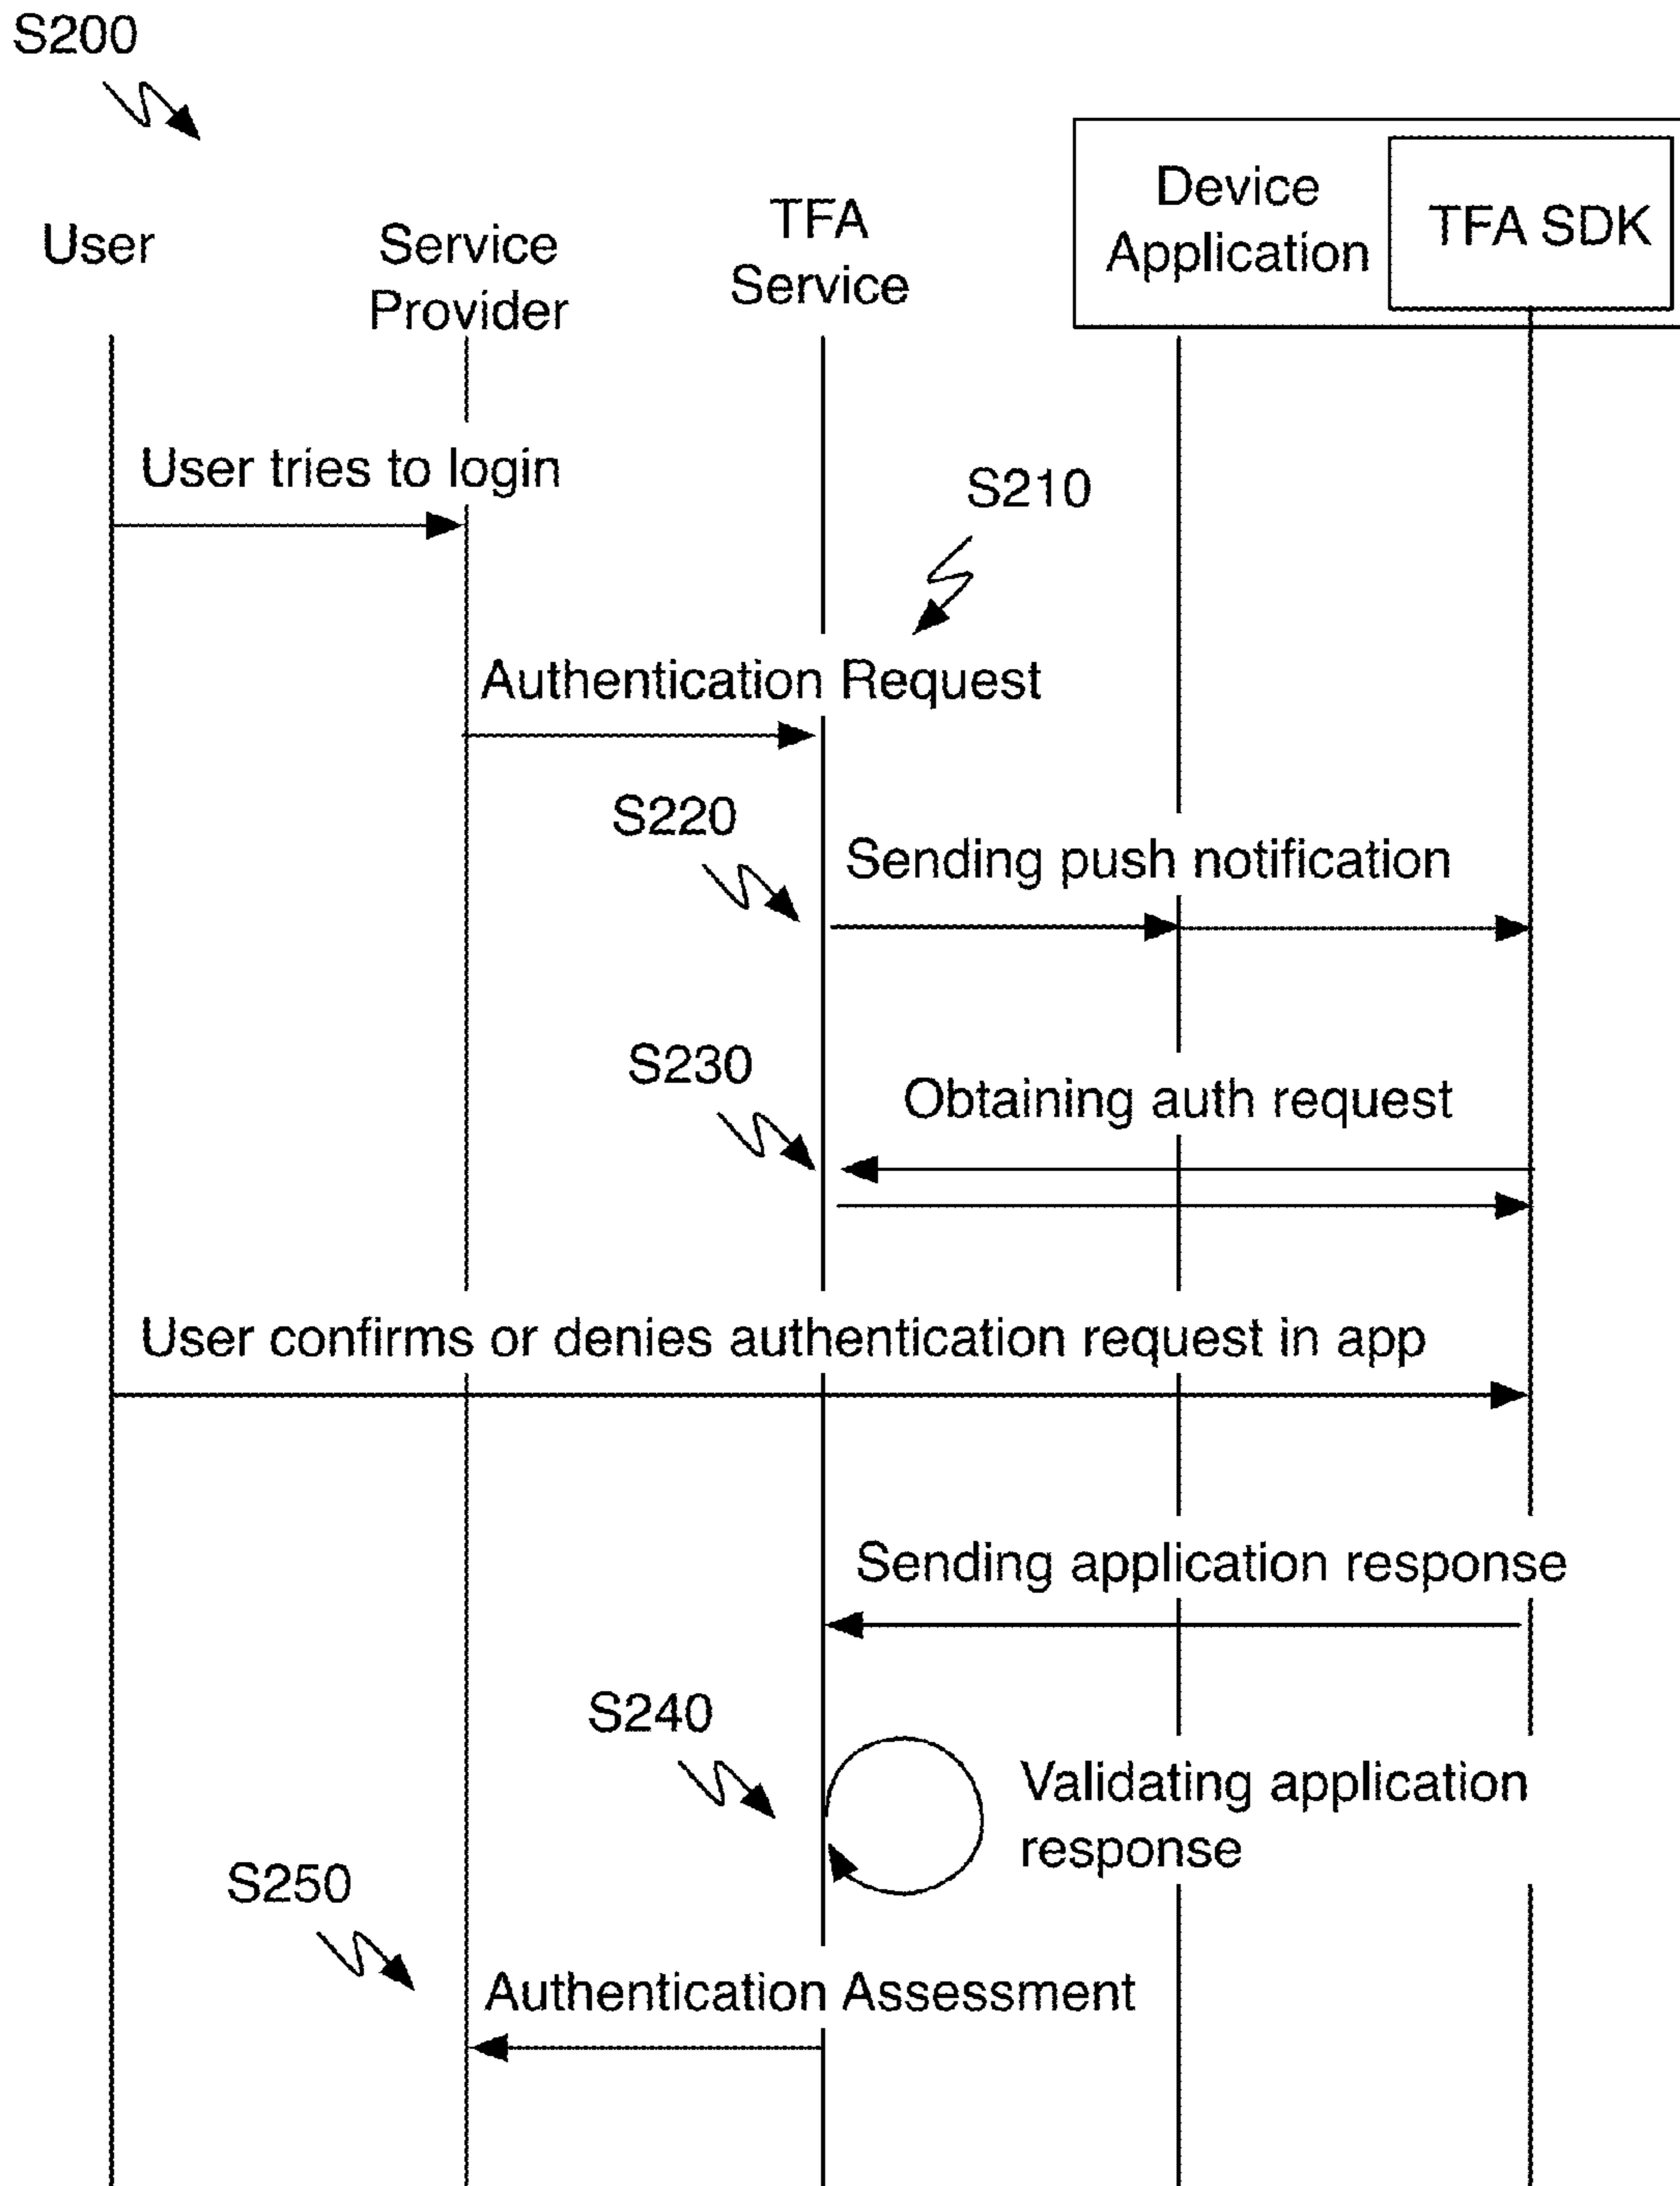 S200
User
Service
Provider
TFA
Service
Device
Application
TFA SDK
User tries to login
S210
Authentication Request
S220
Sending push notification
S230
Obtaining auth request
User confirms or denies authentication request in app
Sending application response
S240
Validating application
response
S250
Authentication Assessment